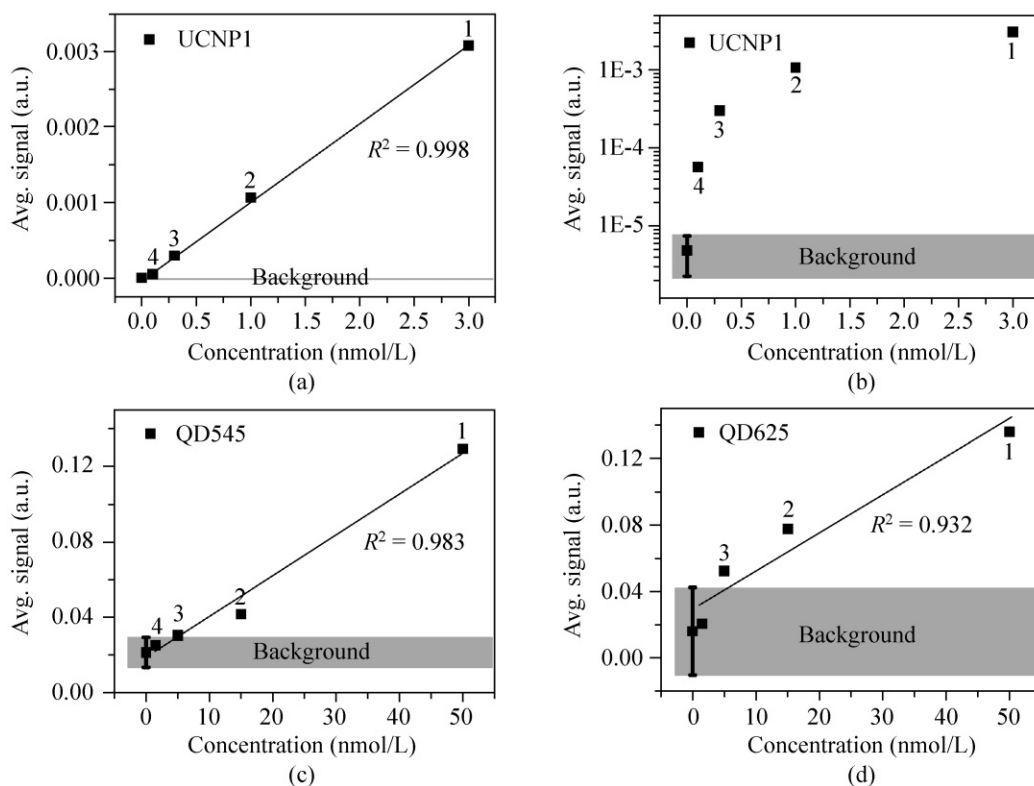 UCNP1
1
0.003
0.002
R² = 0.998
2
0.001
3
4
0.000
Background
0.0 0.5 1.0 1.5 2.0 2.5 3.0
Concentration (nmol/L)
Avg. signal (a.u.)
(a)
UCNP1
1
1E-3
2
3
1E-4
4
1E-5
Background
0.0 0.5 1.0 1.5 2.0 2.5 3.0
Concentration (nmol/L)
Avg. signal (a.u.)
(b)
QD545
1
0.12
R² = 0.983
0.08
2
0.04
4 3
Background
0.00
0 10 20 30 40 50
Concentration (nmol/L)
Avg. signal (a.u.)
(c)
QD625
1
0.12
2
R² = 0.932
0.08
3
0.04
Background
0.00
0 10 20 30 40 50
Concentration (nmol/L)
Avg. signal (a.u.)
(d)